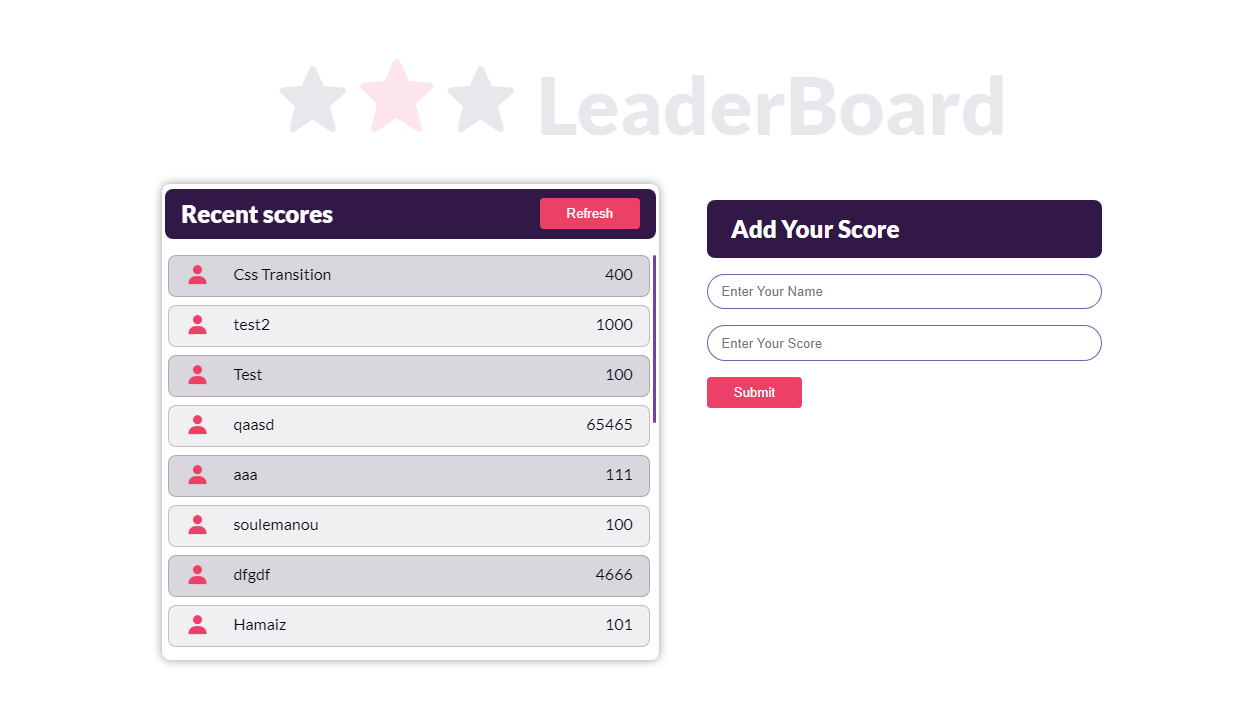 LeaderBoard
Recent scores
Refresh
Css Transition 400
test2 1000
Test 100
qaasd 65465
aaa 111
soulemanou 100
dfgdf 4666
Hamaiz 101
Add Your Score
Enter Your Name
Enter Your Score
Submit